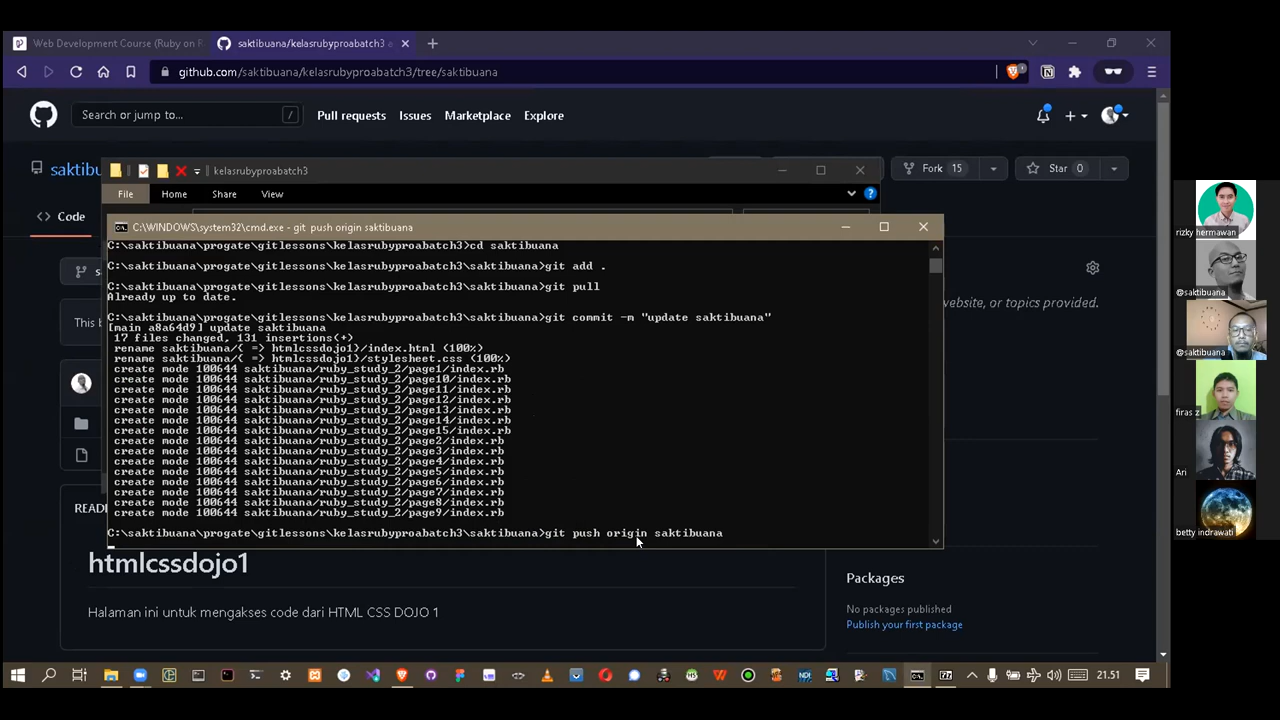 Web Development Course (Ruby on R
saktibuana/kelasrubyproabatch3 a
github.com/saktibuana/kelasrubyproabatch3/tree/saktibuana
Search or jump to...
/
Pull requests
Issues
Marketplace
Explore
saktibu
kelasrubyproabatch3
Fork 15
Star 0
File
Home
Share
View
<> Code
C:\WINDOWS\system32\cmd.exe - git push origin saktibuana
C:\saktibuana\progate\gitlessons\kelasrubyproabatch3>cd saktibuana
C:\saktibuana\progate\gitlessons\kelasrubyproabatch3\saktibuana>git add .
C:\saktibuana\progate\gitlessons\kelasrubyproabatch3\saktibuana>git pull
Already up to date.
C:\saktibuana\progate\gitlessons\kelasrubyproabatch3\saktibuana>git commit -m "update saktibuana"
[main a8a64d9] update saktibuana
17 files changed, 131 insertions(+)
rename saktibuana/{ => htmlcssdojo1}/index.html (100%)
rename saktibuana/{ => htmlcssdojo1}/stylesheet.css (100%)
create mode 100644 saktibuana/ruby_study_2/page1/index.rb
create mode 100644 saktibuana/ruby_study_2/page10/index.rb
create mode 100644 saktibuana/ruby_study_2/page11/index.rb
create mode 100644 saktibuana/ruby_study_2/page12/index.rb
create mode 100644 saktibuana/ruby_study_2/page13/index.rb
create mode 100644 saktibuana/ruby_study_2/page14/index.rb
create mode 100644 saktibuana/ruby_study_2/page15/index.rb
create mode 100644 saktibuana/ruby_study_2/page2/index.rb
create mode 100644 saktibuana/ruby_study_2/page3/index.rb
create mode 100644 saktibuana/ruby_study_2/page4/index.rb
create mode 100644 saktibuana/ruby_study_2/page5/index.rb
create mode 100644 saktibuana/ruby_study_2/page6/index.rb
create mode 100644 saktibuana/ruby_study_2/page7/index.rb
create mode 100644 saktibuana/ruby_study_2/page8/index.rb
create mode 100644 saktibuana/ruby_study_2/page9/index.rb
C:\saktibuana\progate\gitlessons\kelasrubyproabatch3\saktibuana>git push origin saktibuana
s
This b
website, or topics provided.
READ
htmlcssdojo1
Halaman ini untuk mengakses code dari HTML CSS DOJO 1
Packages
No packages published
Publish your first package
21.51
rizky hermawan
@saktibuana
@saktibuana
firas z
Ari
betty indrawati